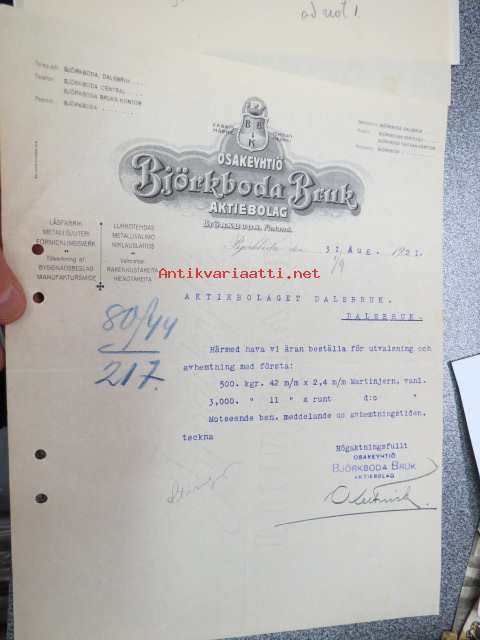 ad not 1.
BJÖRKBODA, DALSBRUK
BJÖRKBODA CENTRAL
BJÖRKBODA BRUKS KONTOR
BJÖRKBODA
B B
K
OSAKEYHTIÖ
Björkboda Bruk
AKTIEBOLAG
Björkboda, Finland.
LÅSFABRIK
METALLGJUTERI
FÖRNICKLINGSVERK
Tillverkning af
BYGGNADSBESLAG
MANUFAKTURSMIDE
LUKKOTEHDAS
METALLIVALIMO
NIKLAUSLAITOS
Valmistaa
RAKENNUSTARPEITA
HIENOTAKEITA
Björkboda den 31 Aug. 1921.
1/9
Antikvariaatti.net
AKTIEBOLAGET DALSBRUK.
DALSBRUK.
80/44
217.
Härmed hava vi äran beställa för utvalsning och
avhemtning med första:
500. kgr. 42 m/m x 2,4 m/m Martinjern. vanl.
3,000. " 11 " x runt d:o "
Motseende ben. meddelande om avhemtningstiden.
teckna
Högaktningsfullt
OSAKEYHTIÖ
BJÖRKBODA BRUK
AKTIEBOLAG